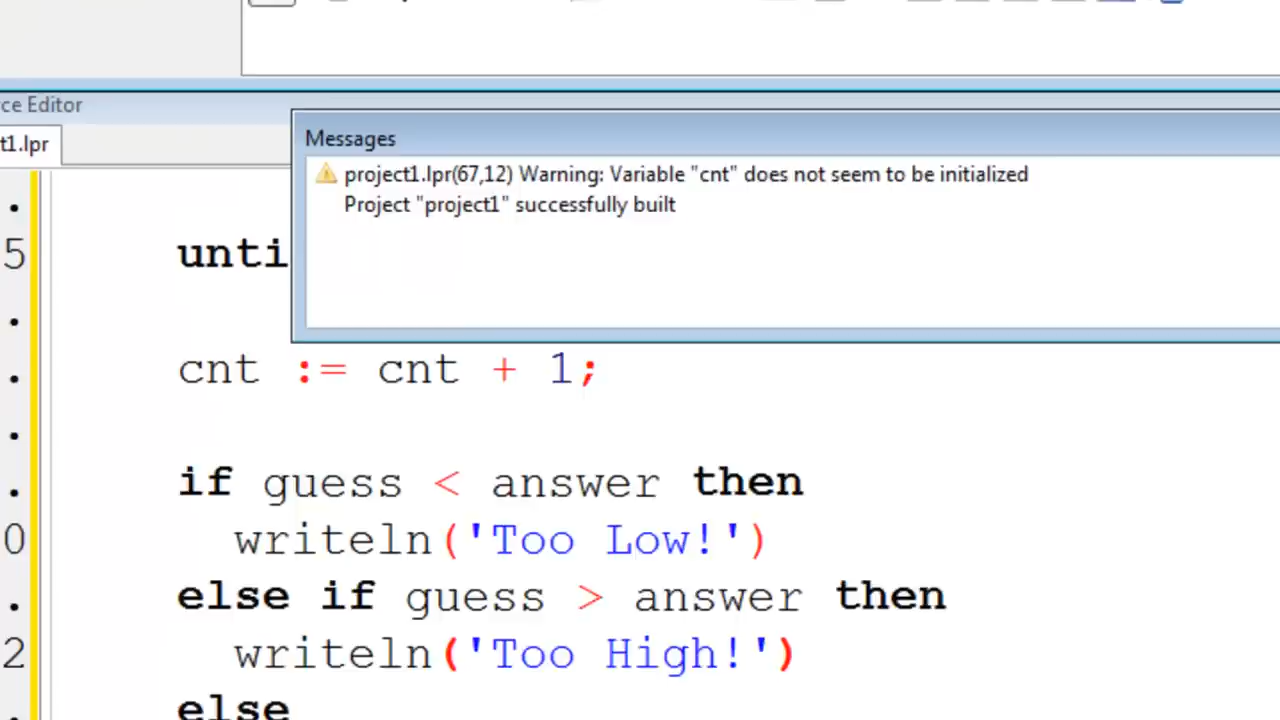 ce Editor
t1.lpr
Messages
project1.lpr(67,12) Warning: Variable "cnt" does not seem to be initialized
Project "project1" successfully built
.
5 unti
.
. cnt := cnt + 1;
.
. if guess < answer then
0 writeln('Too Low!')
. else if guess > answer then
2 writeln('Too High!')
. else